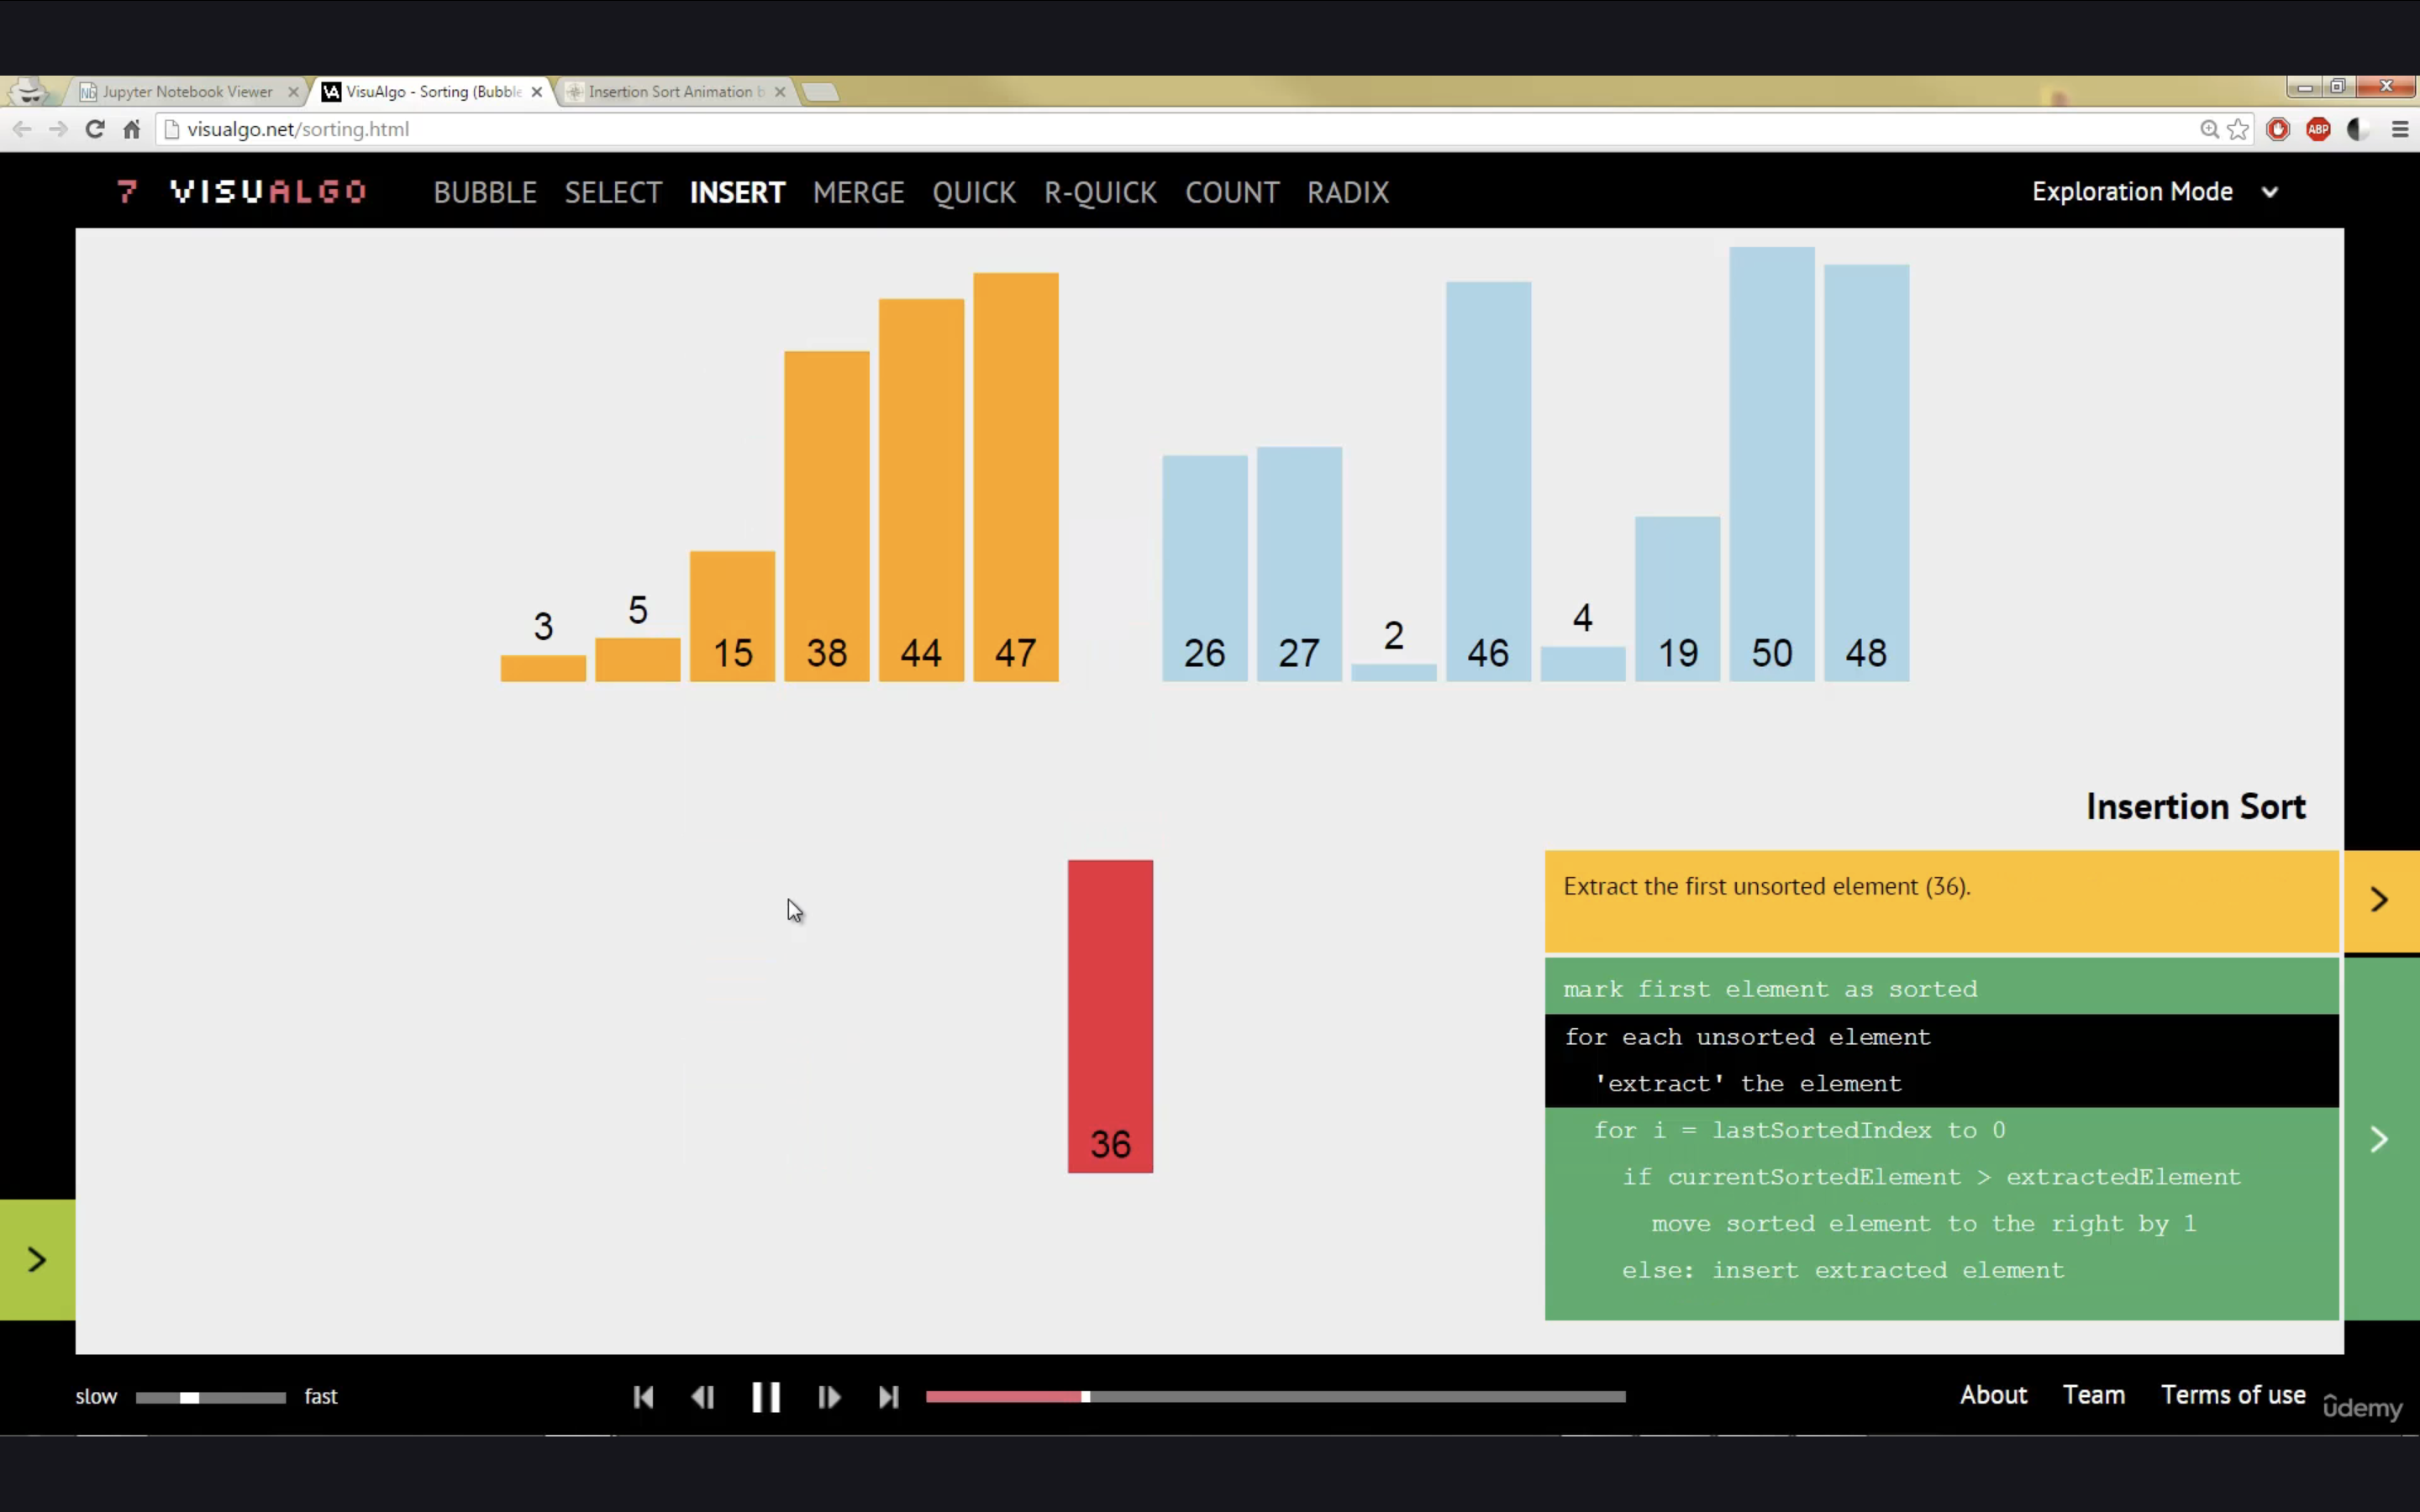 Jupyter Notebook Viewer
VisuAlgo - Sorting (Bubble
Insertion Sort Animation b
visualgo.net/sorting.html
ABP
7 VISUALGO BUBBLE SELECT INSERT MERGE QUICK R-QUICK COUNT RADIX Exploration Mode
3 5 15 38 44 47 26 27 2 46 4 19 50 48
36
Insertion Sort
Extract the first unsorted element (36).
mark first element as sorted
for each unsorted element
'extract' the element
for i = lastSortedIndex to 0
if currentSortedElement > extractedElement
move sorted element to the right by 1
else: insert extracted element
slow fast
About Team Terms of use
ûdemy